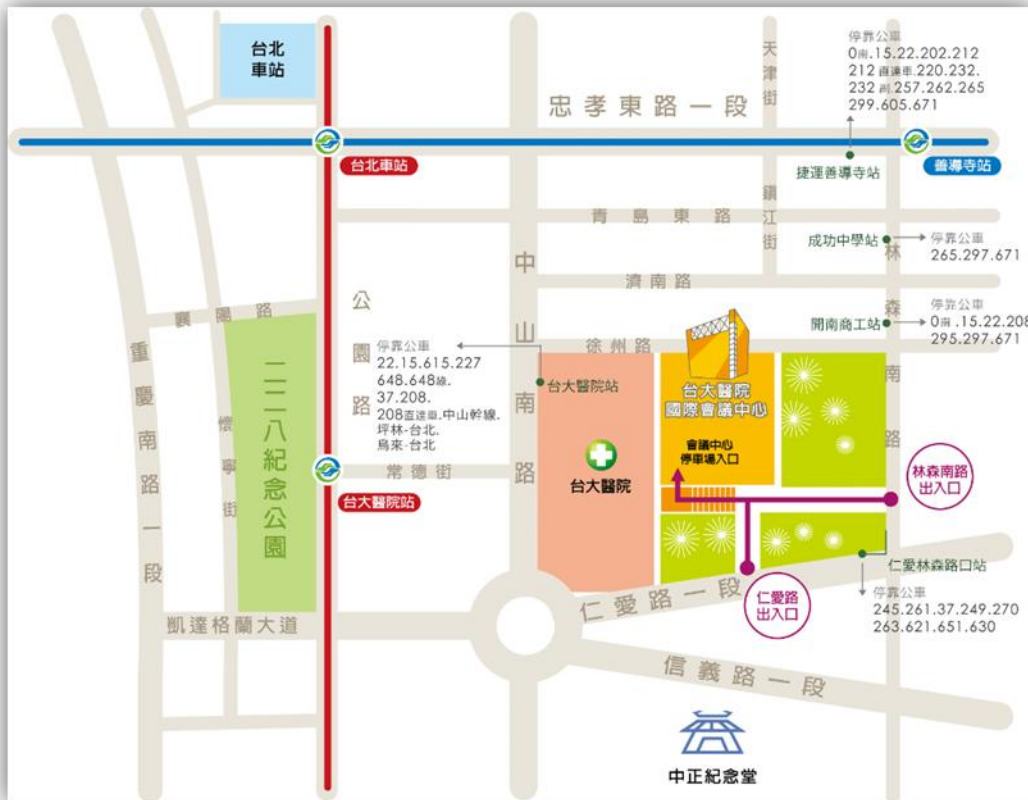 台北
車站
天津街
停靠公車
0南.15.22.202.212
212直達車.220.232.
232副.257.262.265
299.605.671
忠孝東路一段
台北車站
捷運善導寺站
善導寺站
青島東路
鎮江街
成功中學站
停靠公車
265.297.671
濟南路
中山南路
林森南路
開南商工站
停靠公車
0南.15.22.208
295.297.671
襄陽路
公園路
徐州路
停靠公車
22.15.615.227
648.648綠.
37.208.
208直達車.中山幹線.
坪林-台北.
烏來-台北
台大醫院站
台大醫院
國際會議中心
重慶南路一段
懷寧街
二二八紀念公園
會議中心
停車場入口
常德街
台大醫院
林森南路
出入口
台大醫院站
仁愛林森路口站
仁愛路
出入口
停靠公車
245.261.37.249.270
263.621.651.630
仁愛路一段
凱達格蘭大道
信義路一段
中正紀念堂